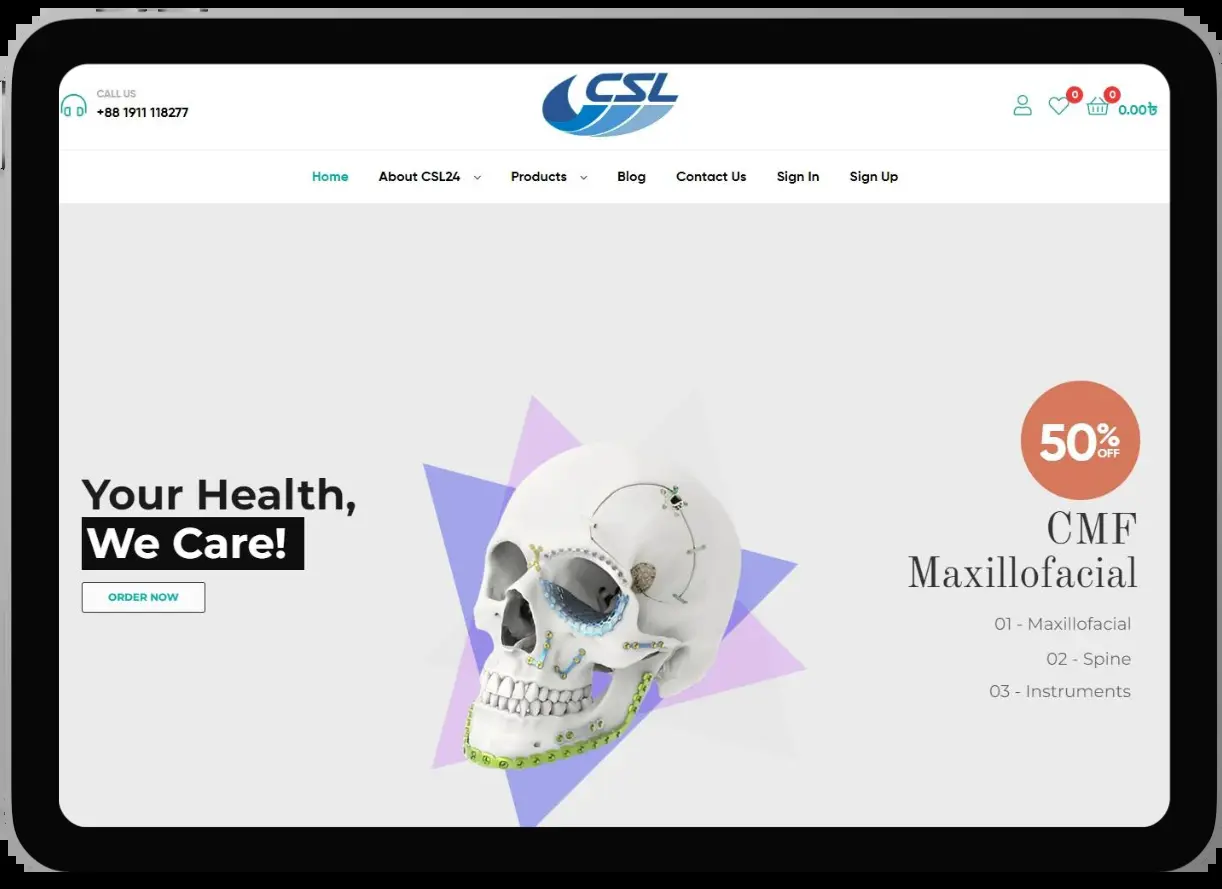 CALL US
+88 1911 118277
CSL
0
0
0.00৳
Home
About CSL24
Products
Blog
Contact Us
Sign In
Sign Up
Your Health,
We Care!
ORDER NOW
50%
OFF
CMF
Maxillofacial
01 - Maxillofacial
02 - Spine
03 - Instruments